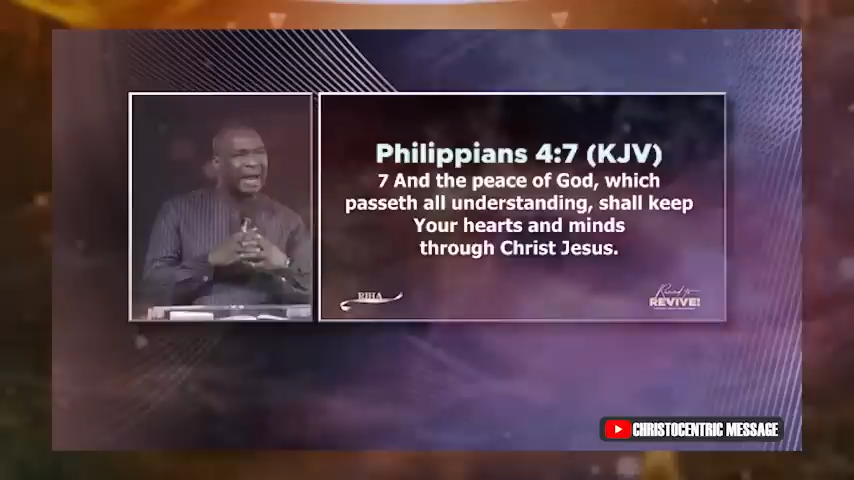 Philippians 4:7 (KJV)
7 And the peace of God, which
passeth all understanding, shall keep
Your hearts and minds
through Christ Jesus.
RIHA
REVIVE!
CHRISTOCENTRIC MESSAGE